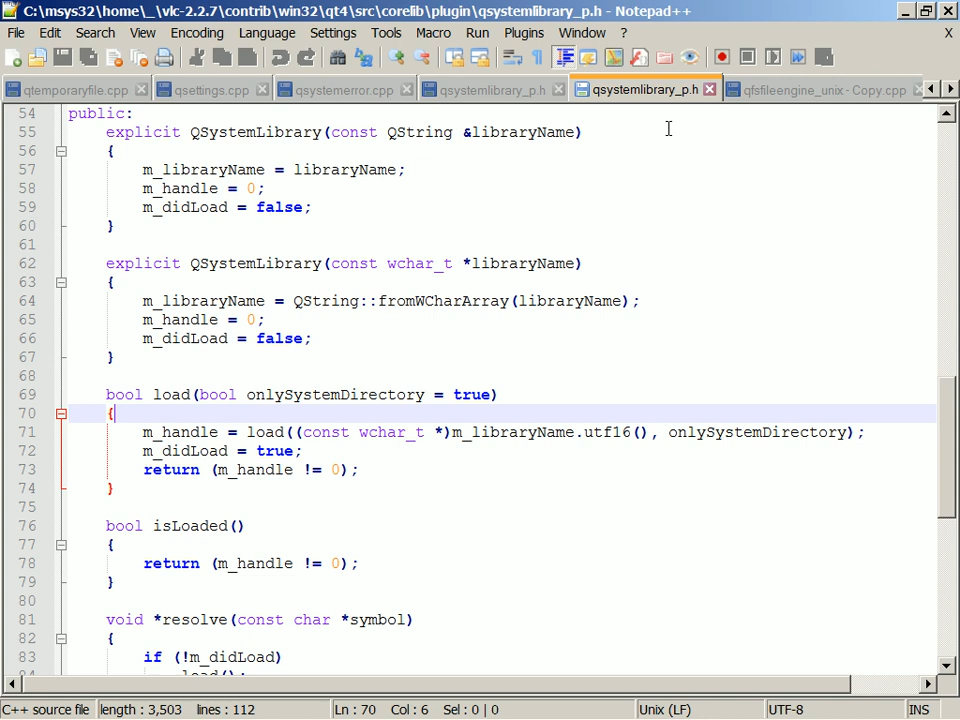 C:\msys32\home\_\vlc-2.2.7\contrib\win32\qt4\src\corelib\plugin\qsystemlibrary_p.h - Notepad++
File Edit Search View Encoding Language Settings Tools Macro Run Plugins Window ? X
qtemporaryfile.cpp qsettings.cpp qsystemerror.cpp qsystemlibrary_p.h qsystemlibrary_p.h qfsfileengine_unix - Copy.cpp
54 public:
55 explicit QSystemLibrary(const QString &libraryName)
56 {
57 m_libraryName = libraryName;
58 m_handle = 0;
59 m_didLoad = false;
60 }
61
62 explicit QSystemLibrary(const wchar_t *libraryName)
63 {
64 m_libraryName = QString::fromWCharArray(libraryName);
65 m_handle = 0;
66 m_didLoad = false;
67 }
68
69 bool load(bool onlySystemDirectory = true)
70 {
71 m_handle = load((const wchar_t *)m_libraryName.utf16(), onlySystemDirectory);
72 m_didLoad = true;
73 return (m_handle != 0);
74 }
75
76 bool isLoaded()
77 {
78 return (m_handle != 0);
79 }
80
81 void *resolve(const char *symbol)
82 {
83 if (!m_didLoad)
C++ source file length : 3,503 lines : 112 Ln : 70 Col : 6 Sel : 0 | 0 Unix (LF) UTF-8 INS